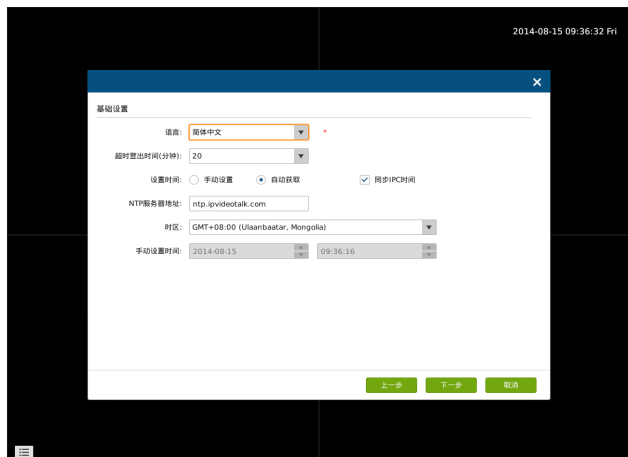 2014-08-15 09:36:32 Fri
基础设置
语言: 简体中文 *
超时登出时间(分钟): 20
设置时间: 手动设置 自动获取 同步IPC时间
NTP服务器地址: ntp.ipvideotalk.com
时区: GMT+08:00 (Ulaanbaatar, Mongolia)
手动设置时间: 2014-08-15 09:36:16
上一步 下一步 取消